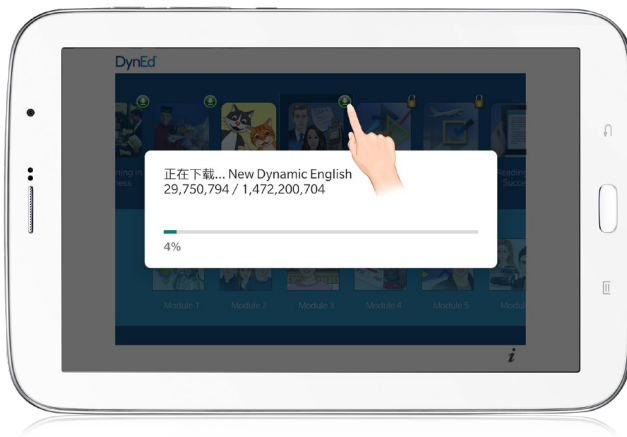 DynEd
正在下载... New Dynamic English
29,750,794 / 1,472,200,704
4%
Module 1 Module 2 Module 3 Module 4 Module 5
i